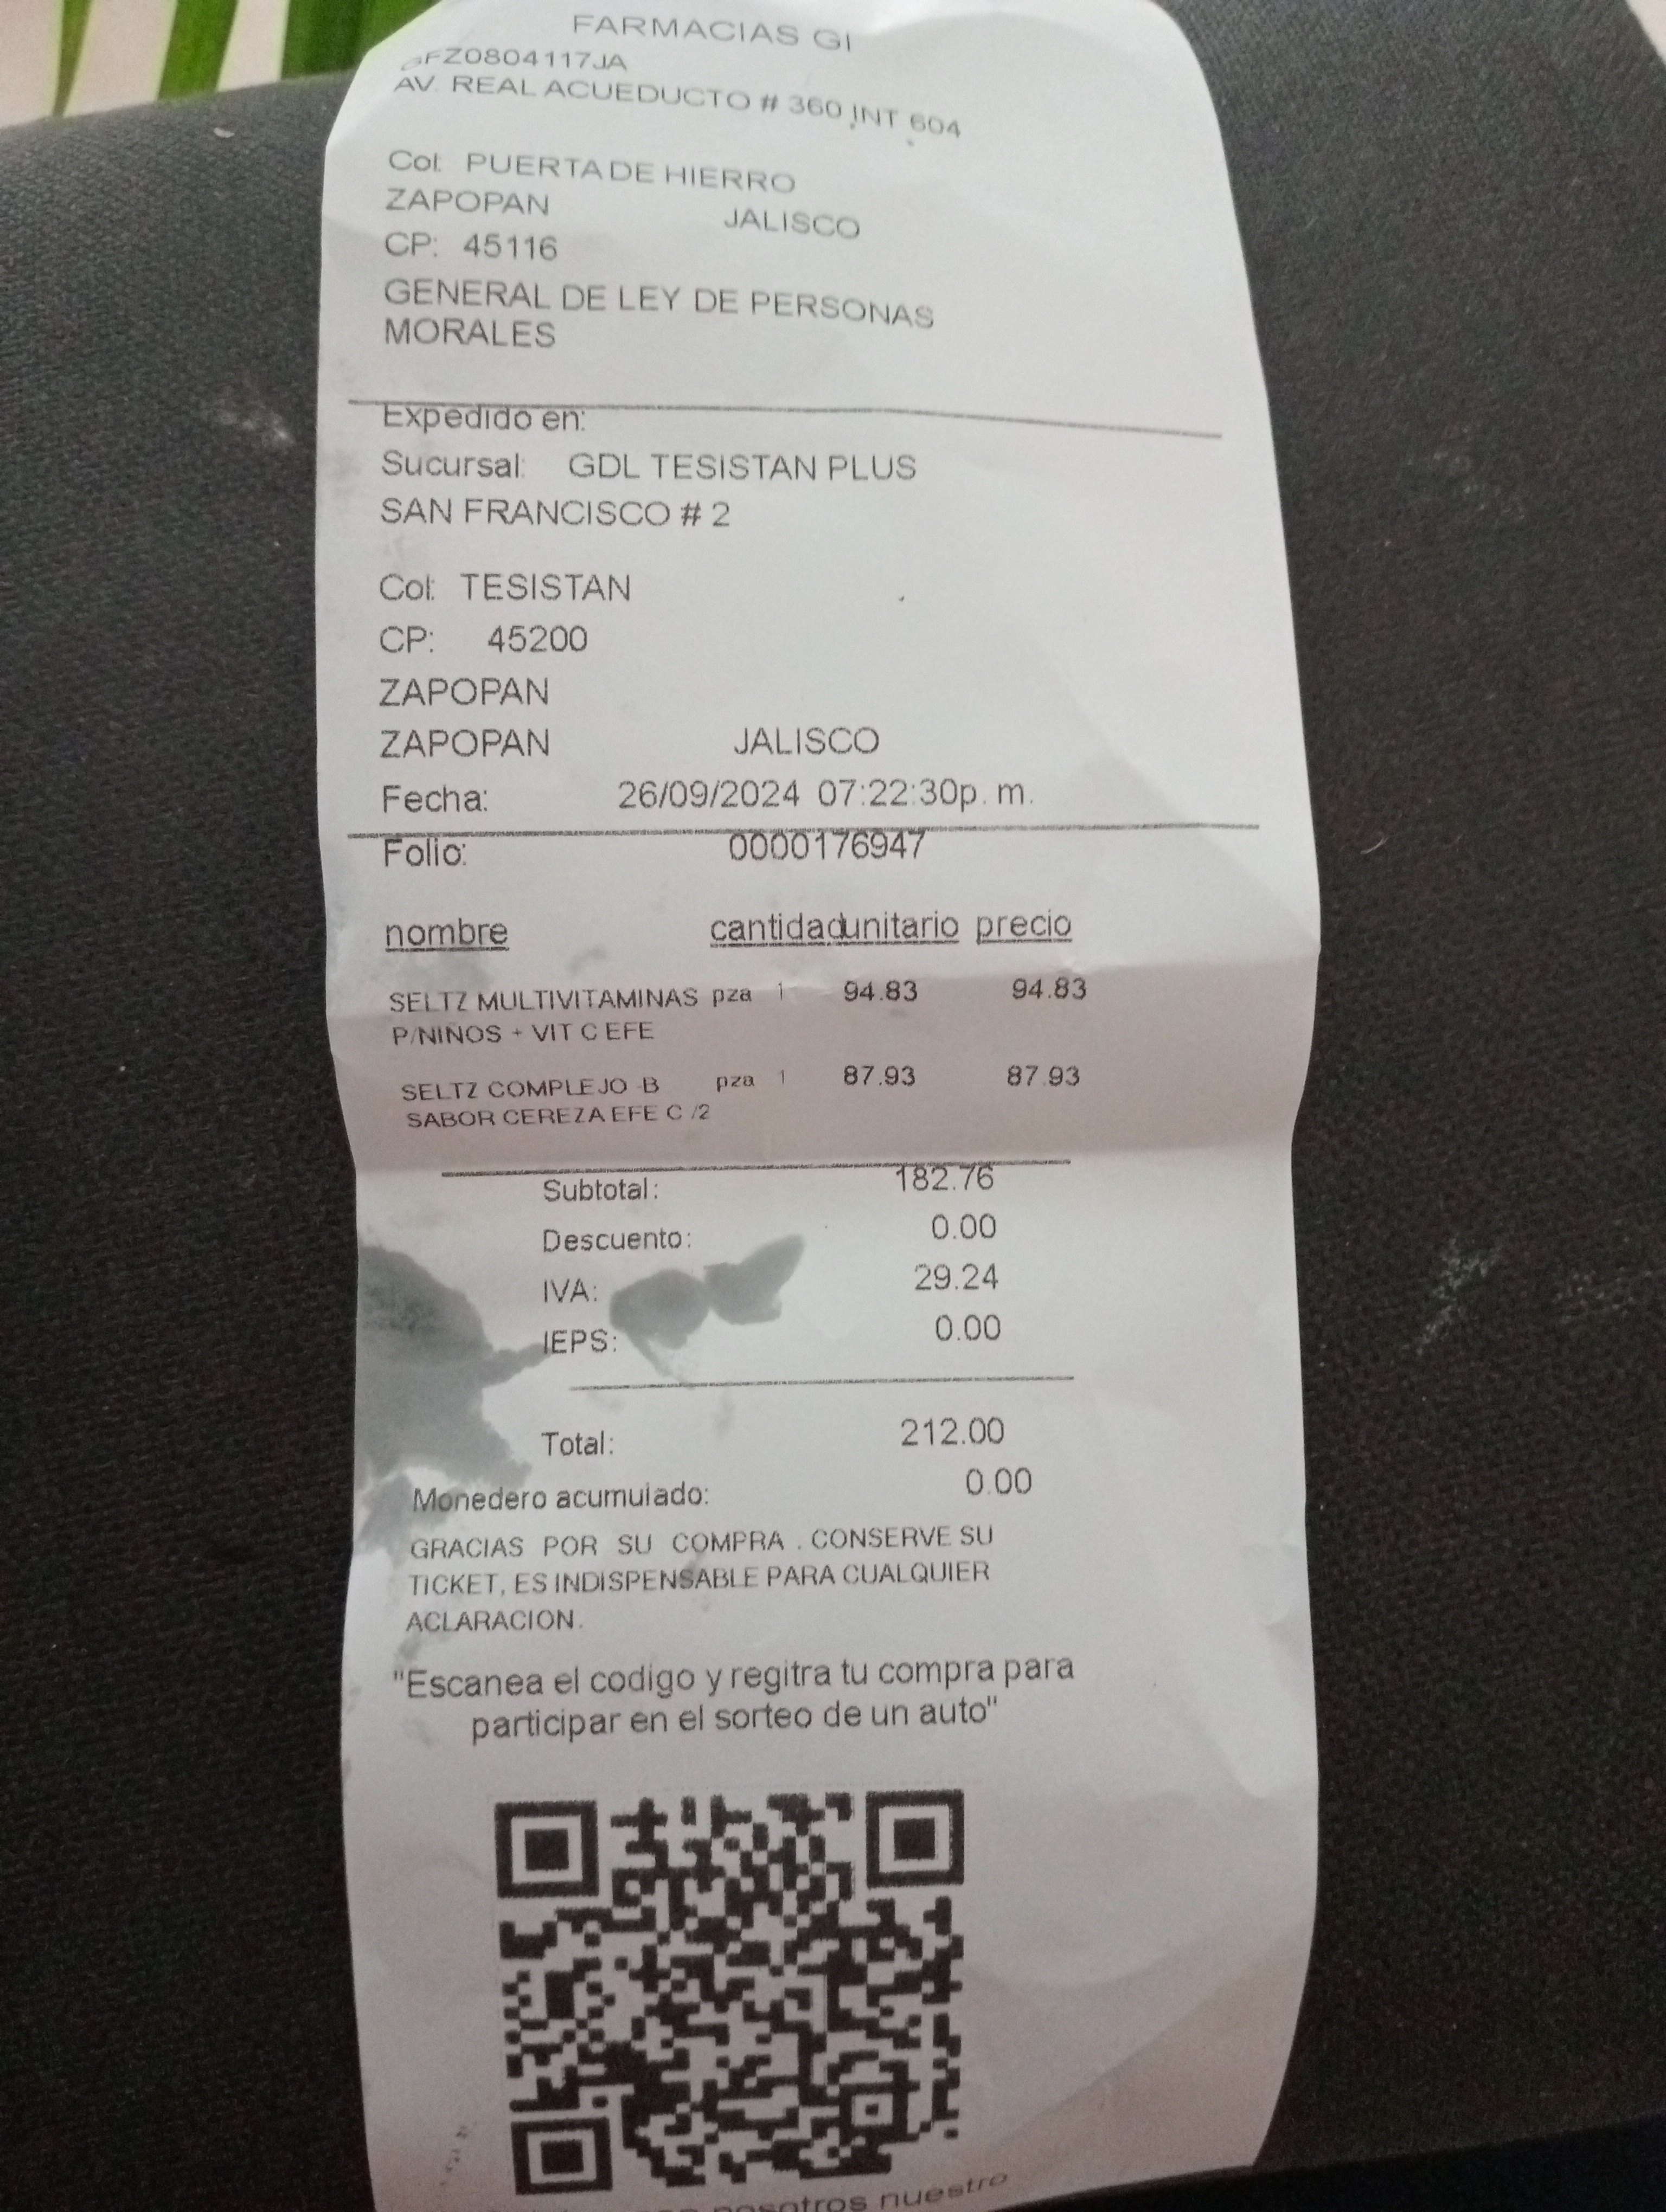 FARMACIAS GI
GFZ0804117JA
AV. REAL ACUEDUCTO # 360 INT 604
Col: PUERTA DE HIERRO
ZAPOPAN JALISCO
CP: 45116
GENERAL DE LEY DE PERSONAS
MORALES
Expedido en:
Sucursal: GDL TESISTAN PLUS
SAN FRANCISCO # 2
Col: TESISTAN
CP: 45200
ZAPOPAN
ZAPOPAN JALISCO
Fecha: 26/09/2024 07:22:30p. m.
Folio: 0000176947
nombre cantidad unitario precio
SELTZ MULTIVITAMINAS pza 1 94.83 94.83
P/NINOS + VIT C EFE
SELTZ COMPLEJO -B pza 1 87.93 87.93
SABOR CEREZA EFE C /2
Subtotal: 182.76
Descuento: 0.00
IVA: 29.24
IEPS: 0.00
Total: 212.00
Monedero acumulado: 0.00
GRACIAS POR SU COMPRA . CONSERVE SU
TICKET, ES INDISPENSABLE PARA CUALQUIER
ACLARACION.
"Escanea el codigo y regitra tu compra para
participar en el sorteo de un auto"
nosotros nuestro